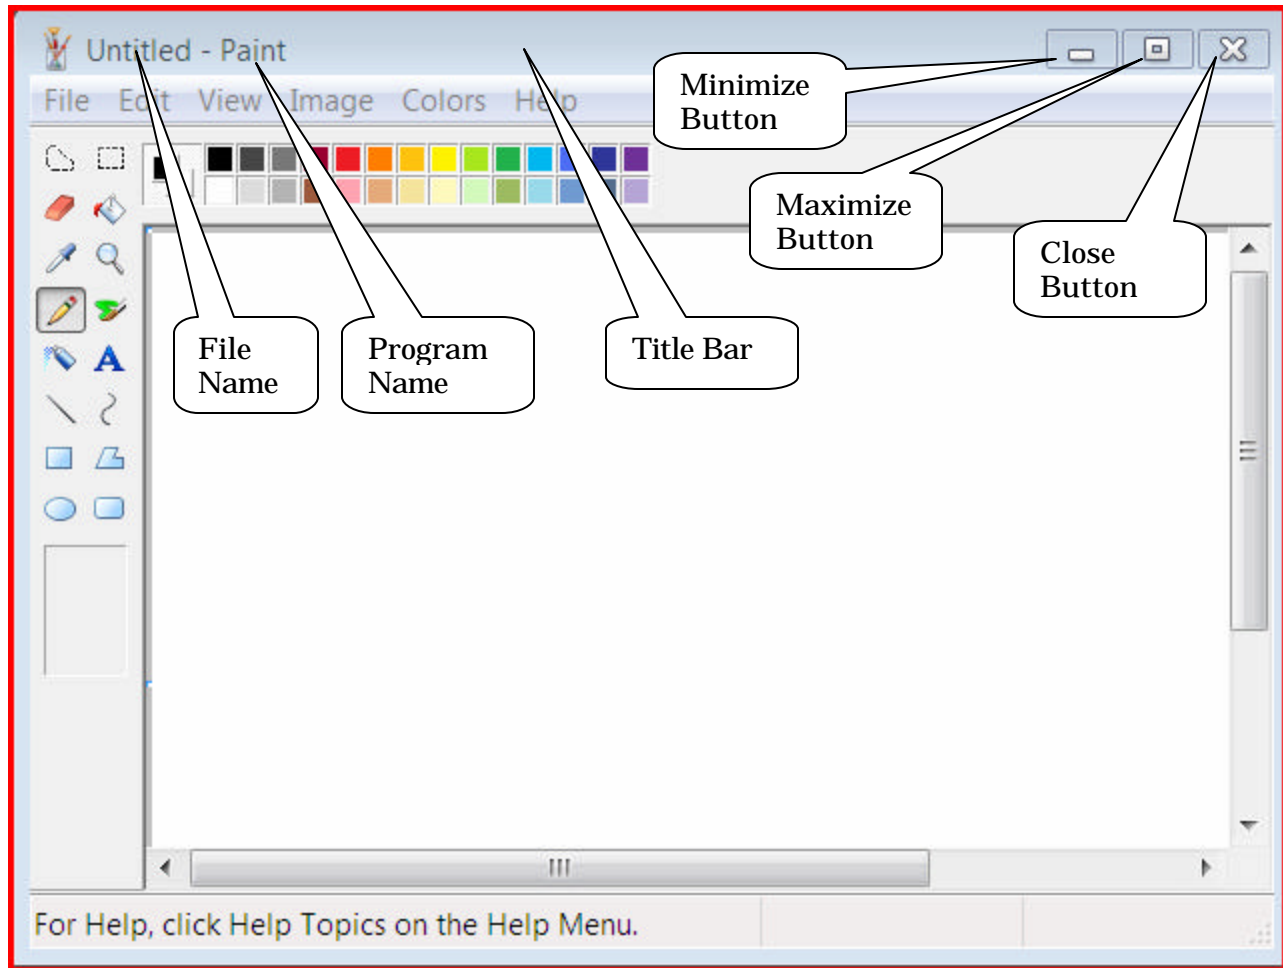 Untitled - Paint
File Edit View Image Colors Help
Minimize
Button
Maximize
Button
Close
Button
File
Name
Program
Name
Title Bar
A
For Help, click Help Topics on the Help Menu.